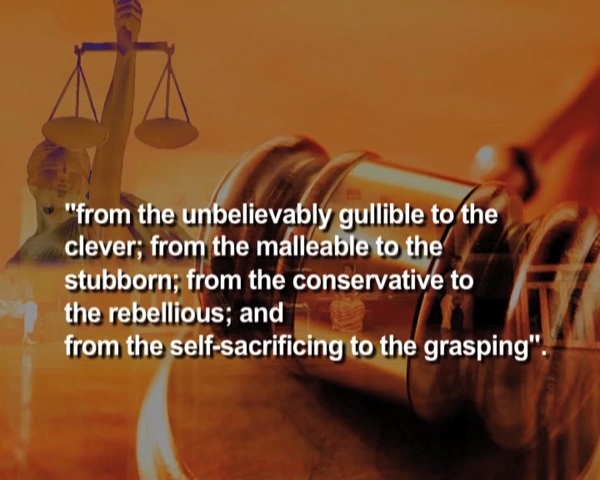 "from the unbelievably gullible to the
clever; from the malleable to the
stubborn; from the conservative to
the rebellious; and
from the self-sacrificing to the grasping".